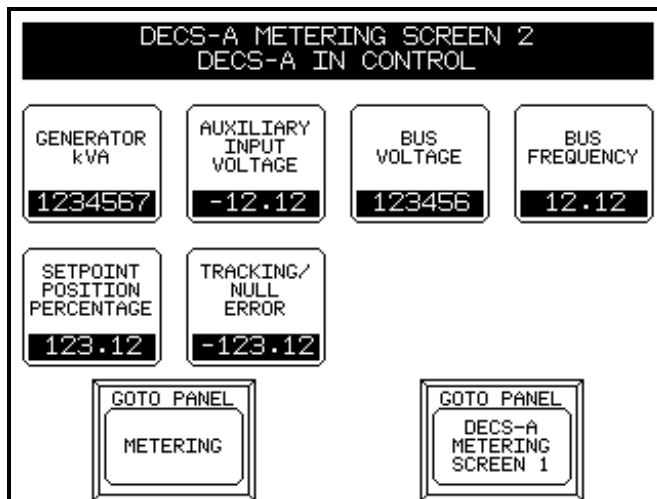 DECS-A METERING SCREEN 2
DECS-A IN CONTROL
GENERATOR
kVA
1234567
AUXILIARY
INPUT
VOLTAGE
-12.12
BUS
VOLTAGE
123456
BUS
FREQUENCY
12.12
SETPOINT
POSITION
PERCENTAGE
123.12
TRACKING/
NULL
ERROR
-123.12
GOTO PANEL
METERING
GOTO PANEL
DECS-A
METERING
SCREEN 1